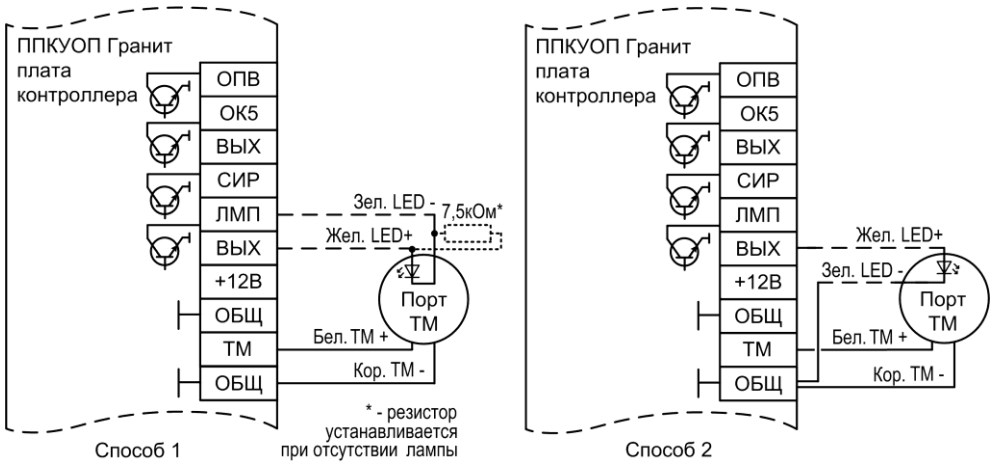 ППКУОП Гранит
плата
контроллера
ОПВ
ОК5
ВЫХ
СИР
ЛМП
ВЫХ
+12В
ОБЩ
ТМ
ОБЩ
Зел. LED -
7,5кОм*
Жел. LED+
Порт
ТМ
Бел. ТМ +
Кор. ТМ -
* - резистор
устанавливается
при отсутствии лампы
Способ 1
ППКУОП Гранит
плата
контроллера
ОПВ
ОК5
ВЫХ
СИР
ЛМП
ВЫХ
+12В
ОБЩ
ТМ
ОБЩ
Жел. LED+
Зел. LED -
Порт
ТМ
Бел. ТМ +
Кор. ТМ -
Способ 2